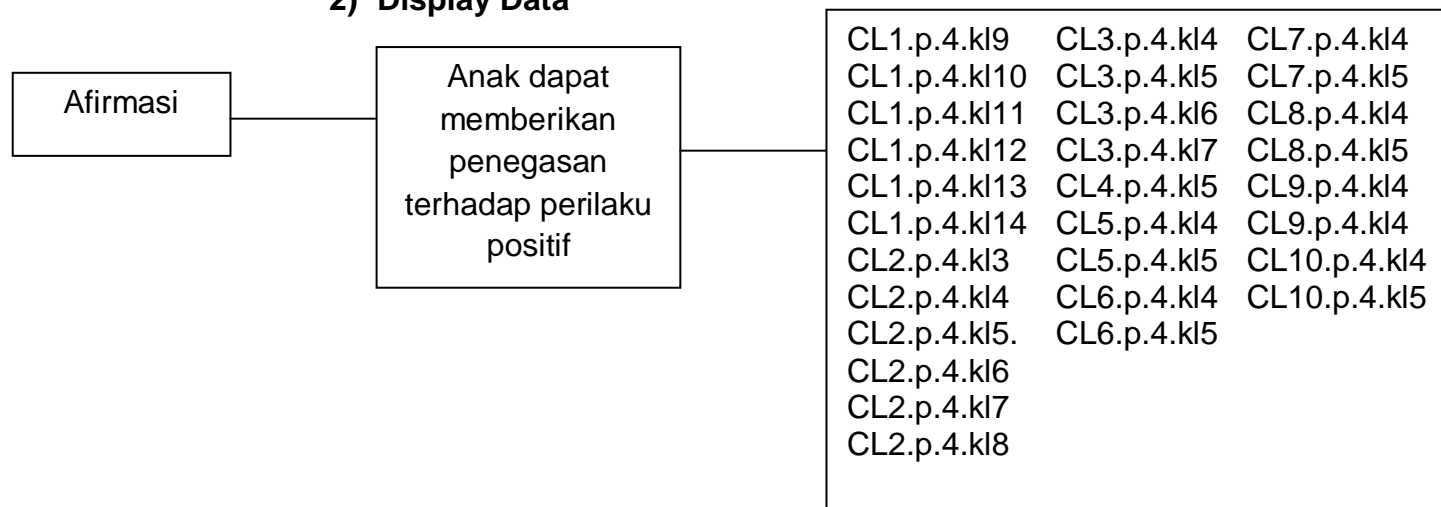 2) Display Data
Afirmasi
Anak dapat
memberikan
penegasan
terhadap perilaku
positif
CL1.p.4.kl9
CL1.p.4.kl10
CL1.p.4.kl11
CL1.p.4.kl12
CL1.p.4.kl13
CL1.p.4.kl14
CL2.p.4.kl3
CL2.p.4.kl4
CL2.p.4.kl5.
CL2.p.4.kl6
CL2.p.4.kl7
CL2.p.4.kl8
CL3.p.4.kl4
CL3.p.4.kl5
CL3.p.4.kl6
CL3.p.4.kl7
CL4.p.4.kl5
CL5.p.4.kl4
CL5.p.4.kl5
CL6.p.4.kl4
CL6.p.4.kl5
CL7.p.4.kl4
CL7.p.4.kl5
CL8.p.4.kl4
CL8.p.4.kl5
CL9.p.4.kl4
CL9.p.4.kl4
CL10.p.4.kl4
CL10.p.4.kl5